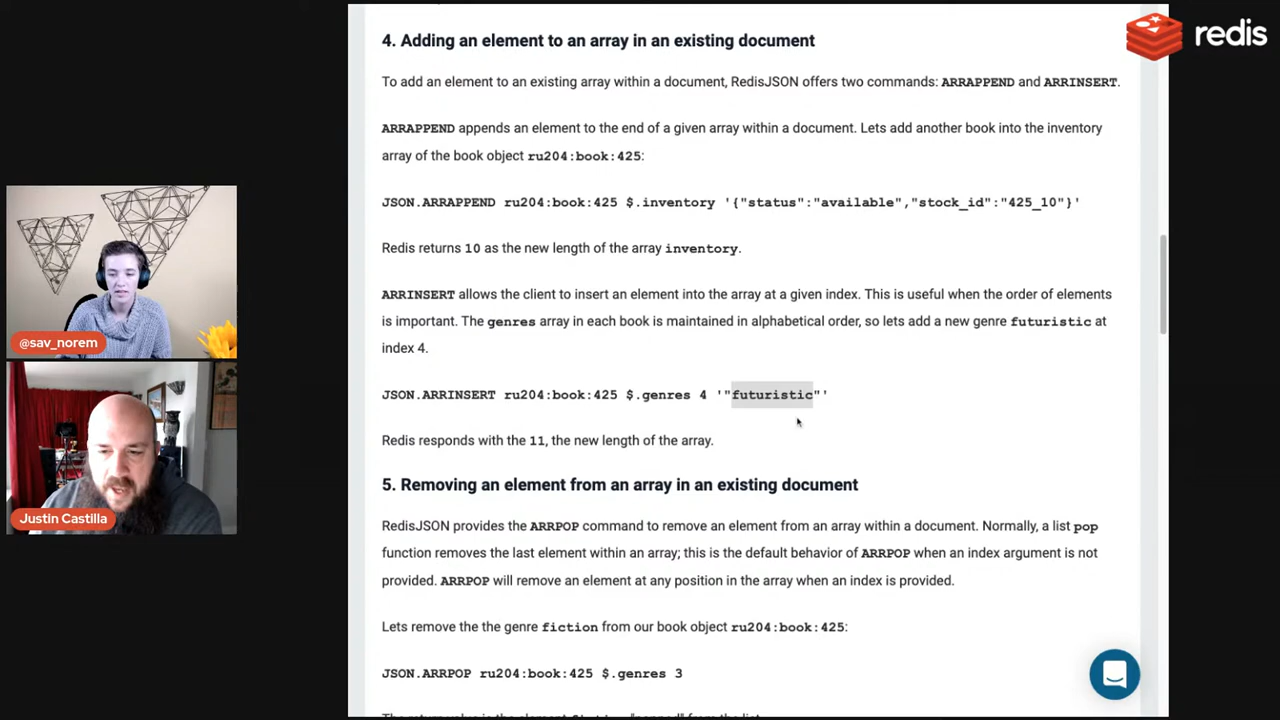 4. Adding an element to an array in an existing document
redis
To add an element to an existing array within a document, RedisJSON offers two commands: ARRAPPEND and ARRINSERT.
ARRAPPEND appends an element to the end of a given array within a document. Lets add another book into the inventory
array of the book object ru204:book:425:
JSON.ARRAPPEND ru204:book:425 $.inventory '{"status":"available","stock_id":"425_10"}'
Redis returns 10 as the new length of the array inventory.
ARRINSERT allows the client to insert an element into the array at a given index. This is useful when the order of elements
is important. The genres array in each book is maintained in alphabetical order, so lets add a new genre futuristic at
index 4.
@sav_norem
JSON.ARRINSERT ru204:book:425 $.genres 4 '"futuristic"'
Redis responds with the 11, the new length of the array.
5. Removing an element from an array in an existing document
Justin Castilla
RedisJSON provides the ARRPOP command to remove an element from an array within a document. Normally, a list pop
function removes the last element within an array; this is the default behavior of ARRPOP when an index argument is not
provided. ARRPOP will remove an element at any position in the array when an index is provided.
Lets remove the the genre fiction from our book object ru204:book:425:
JSON.ARRPOP ru204:book:425 $.genres 3